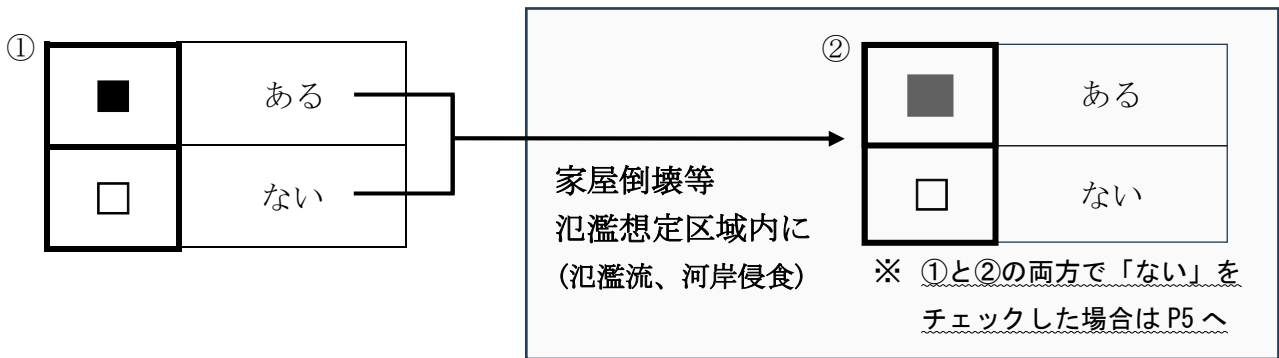 ①
■ ある
□ ない
家屋倒壊等
氾濫想定区域内に
(氾濫流、河岸侵食)
②
■ ある
□ ない
※ ①と②の両方で「ない」を
チェックした場合は P5 へ